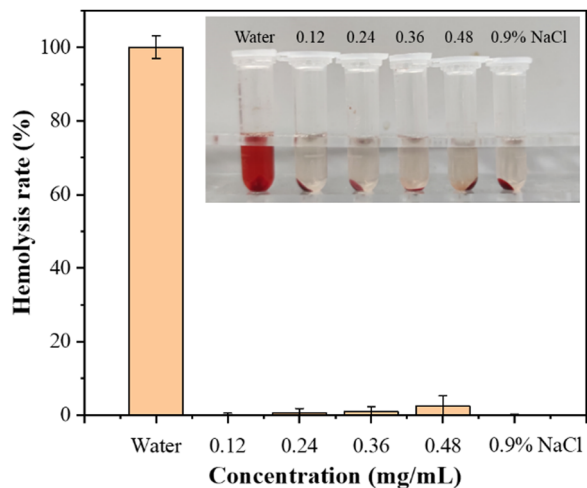 Water 0.12 0.24 0.36 0.48 0.9% NaCl
Hemolysis rate (%)
100
80
60
40
20
0
Water 0.12 0.24 0.36 0.48 0.9% NaCl
Concentration (mg/mL)